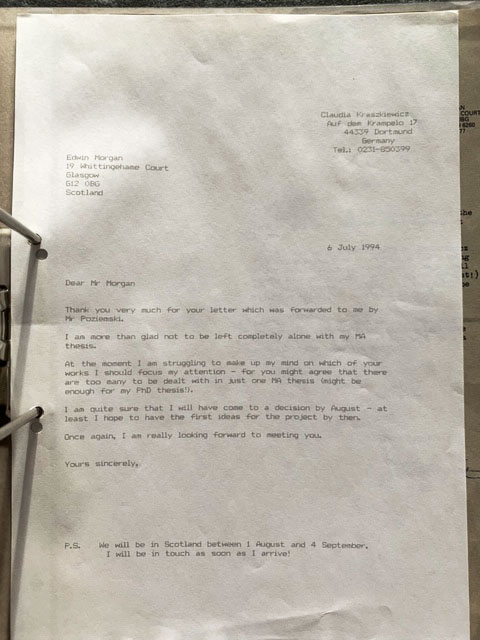 Claudia Kraszkiewicz
Auf dem Krampelo 17
44339 Dortmund
Germany
Tel.: 0231-850399
Edwin Morgan
19 Whittingehame Court
Glasgow
G12 0BG
Scotland
6 July 1994
Dear Mr Morgan
Thank you very much for your letter which was forwarded to me by
Mr Poziemski.
I am more than glad not to be left completely alone with my MA
thesis.
At the moment I am struggling to make up my mind on which of your
works I should focus my attention - for you might agree that there
are too many to be dealt with in just one MA thesis (might be
enough for my PhD thesis!).
I am quite sure that I will have come to a decision by August - at
least I hope to have the first ideas for the project by then.
Once again, I am really looking forward to meeting you.
Yours sincerely,
P.S. We will be in Scotland between 1 August and 4 September.
I will be in touch as soon as I arrive!